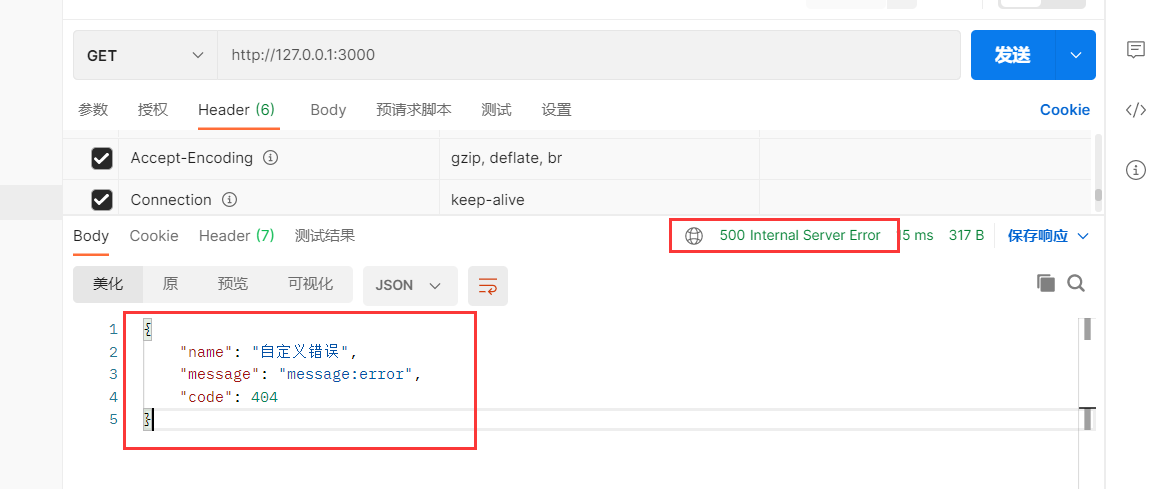 GET http://127.0.0.1:3000 发送
参数 授权 Header (6) Body 预请求脚本 测试 设置 Cookie
Accept-Encoding gzip, deflate, br
Connection keep-alive
Body Cookie Header (7) 测试结果 500 Internal Server Error 15 ms 317 B 保存响应
美化 原 预览 可视化 JSON
1 {
2 "name": "自定义错误",
3 "message": "message:error",
4 "code": 404
5 }